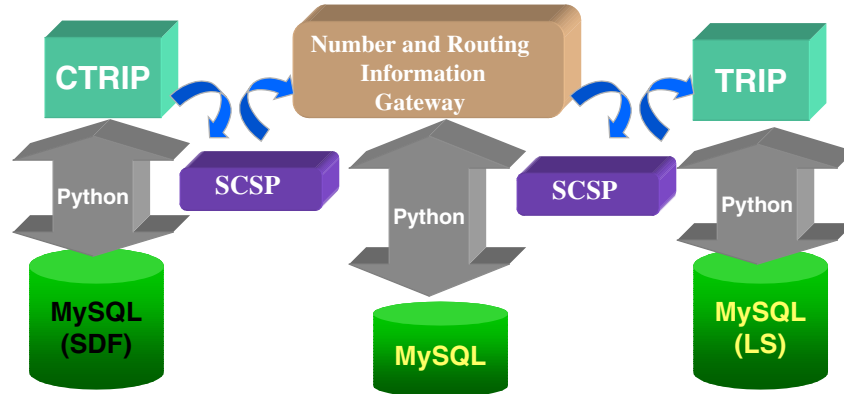 CTRIP
Number and Routing
Information
Gateway
TRIP
SCSP
SCSP
Python
Python
Python
MySQL
(SDF)
MySQL
MySQL
(LS)